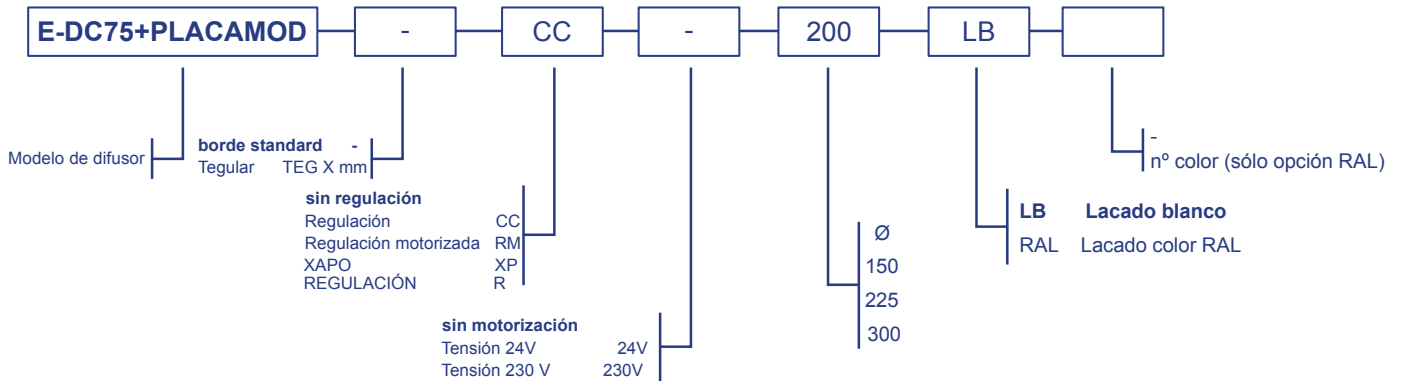 E-DC75+PLACAMOD - CC - 200 LB
Modelo de difusor
borde standard -
Tegular TEG X mm
sin regulación
Regulación CC
Regulación motorizada RM
XAPO XP
REGULACIÓN R
sin motorización
Tensión 24V 24V
Tensión 230 V 230V
Ø
150
225
300
LB Lacado blanco
RAL Lacado color RAL
-
nº color (sólo opción RAL)